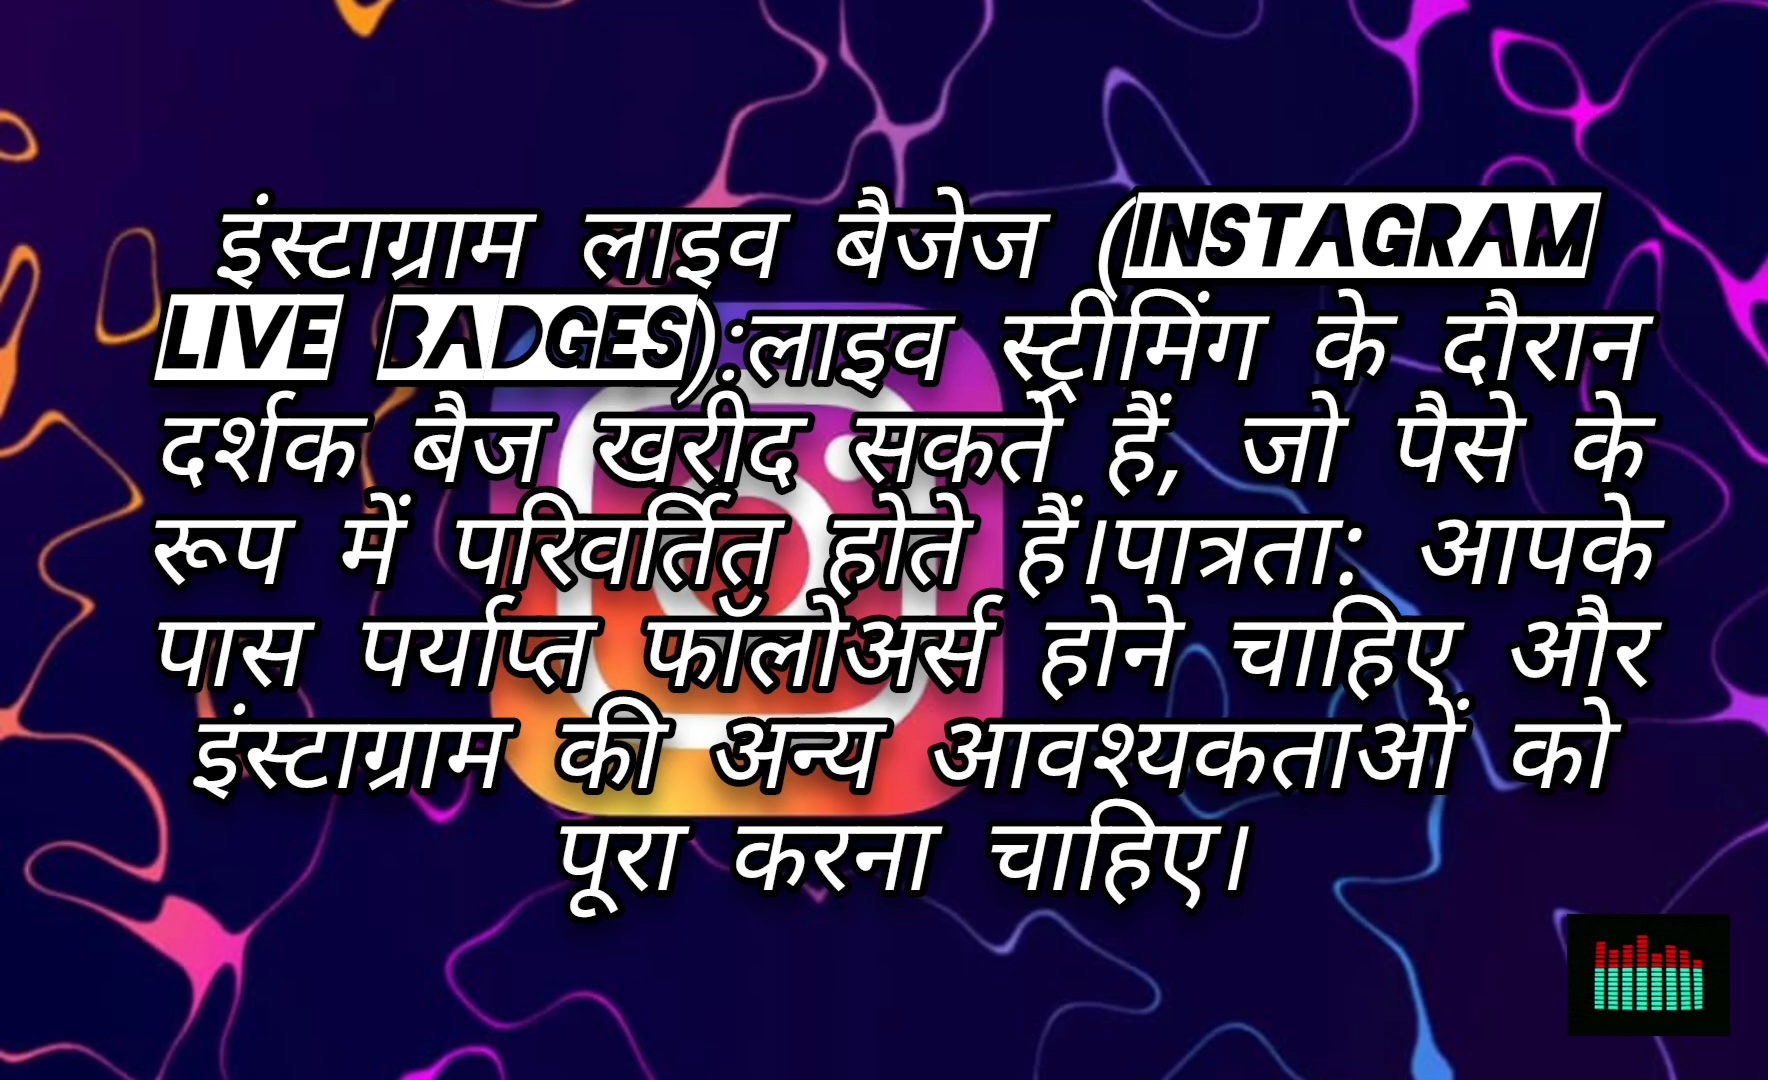 इंस्टाग्राम लाइव बैजेज (INSTAGRAM
LIVE BADGES):लाइव स्ट्रीमिंग के दौरान
दर्शक बैज खरीद सकते हैं, जो पैसे के
रूप में परिवर्तित होते हैं।पात्रता: आपके
पास पर्याप्त फॉलोअर्स होने चाहिए और
इंस्टाग्राम की अन्य आवश्यकताओं को
पूरा करना चाहिए।